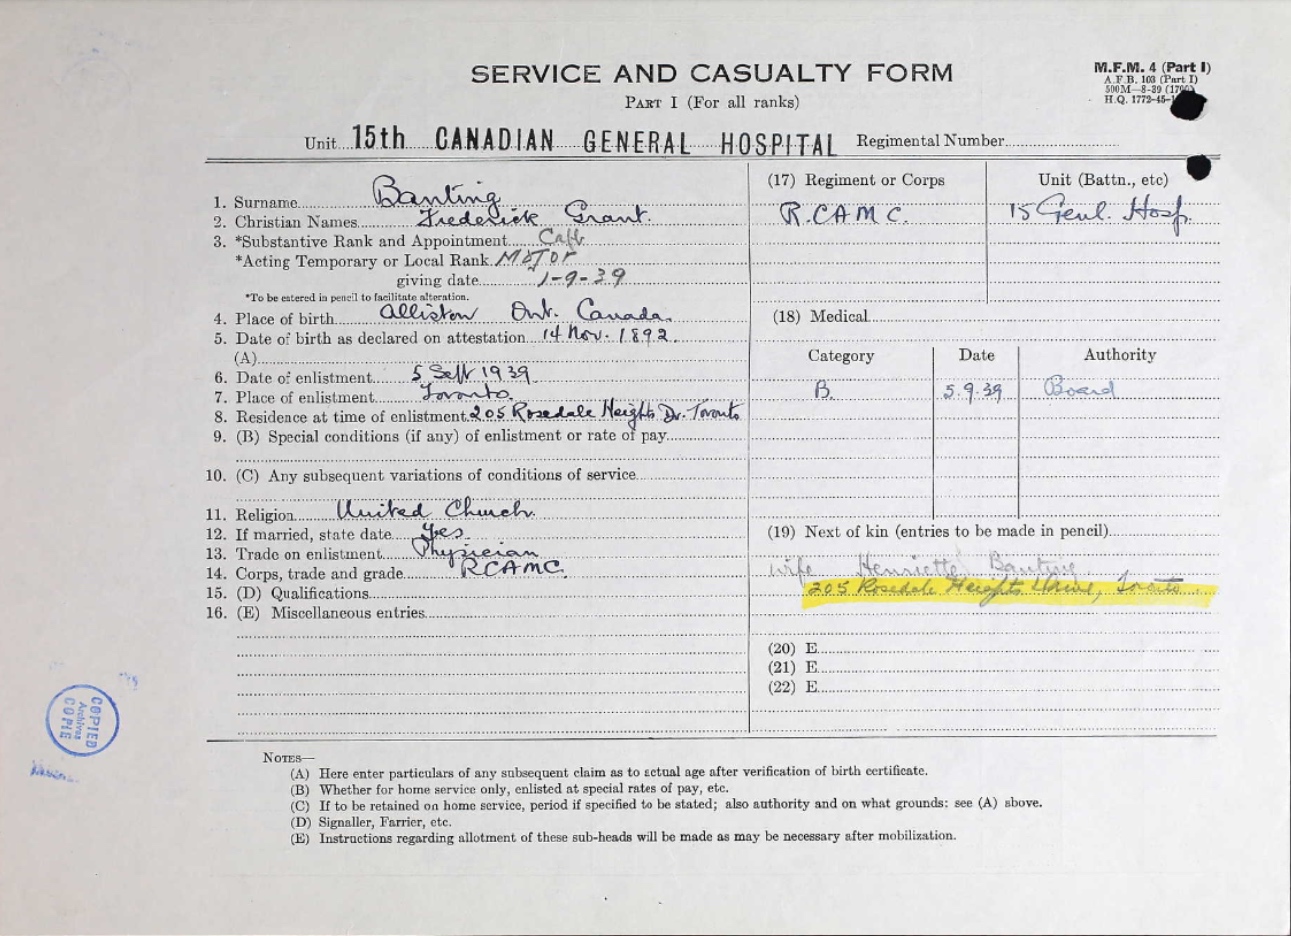 SERVICE AND CASUALTY FORM
PART I (For all ranks)
M.F.M. 4 (Part I)
A.F.B. 103 (Part I)
500M—8-39
H.Q. 1772-45-
Unit 15th CANADIAN GENERAL HOSPITAL Regimental Number
1. Surname Banting
2. Christian Names Frederick Grant.
3. *Substantive Rank and Appointment Capt.
*Acting Temporary or Local Rank Major
giving date 1-9-39
*To be entered in pencil to facilitate alteration.
4. Place of birth Alliston Ont. Canada.
5. Date of birth as declared on attestation 14 Nov. 1892.
(A)
6. Date of enlistment 5 Sept 1939
7. Place of enlistment Toronto.
8. Residence at time of enlistment 205 Rosedale Heights Dr. Toronto
9. (B) Special conditions (if any) of enlistment or rate of pay
10. (C) Any subsequent variations of conditions of service
11. Religion United Church.
12. If married, state date Yes
13. Trade on enlistment Physician
14. Corps, trade and grade RCAMC.
15. (D) Qualifications
16. (E) Miscellaneous entries
(17) Regiment or Corps Unit (Battn., etc)
R.C.A.M.C. 15 Genl. Hosp.
(18) Medical
Category Date Authority
B. 5.9.39 Board
(19) Next of kin (entries to be made in pencil)
wife Henriette Banting
205 Rosedale Heights Drive, Toronto
(20) E
(21) E
(22) E
COPIED
Archives
COPIE
NOTES—
(A) Here enter particulars of any subsequent claim as to actual age after verification of birth certificate.
(B) Whether for home service only, enlisted at special rates of pay, etc.
(C) If to be retained on home service, period if specified to be stated; also authority and on what grounds: see (A) above.
(D) Signaller, Farrier, etc.
(E) Instructions regarding allotment of these sub-heads will be made as may be necessary after mobilization.